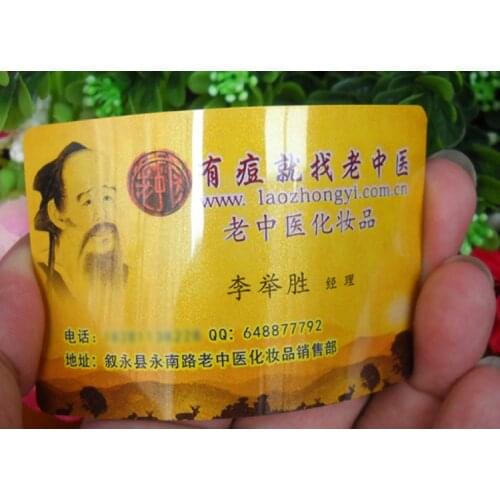 有痘就找老中医
www.laozhongyi.com.cn
老中医化妆品
李举胜 经理
电话: QQ: 648877792
地址: 叙永县永南路老中医化妆品销售部